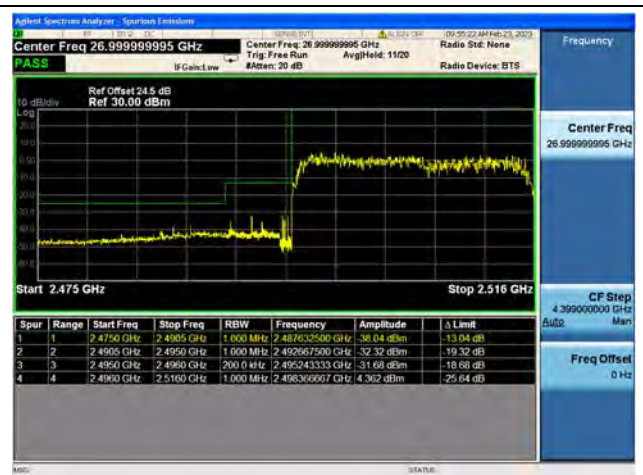 Agilent Spectrum Analyzer - Spurious Emissions
09:55:22 AM Feb 23, 2023
Center Freq 26.999999995 GHz
Center Freq: 26.999999995 GHz
Radio Std: None
Frequency
PASS
Trig: Free Run
Avg|Hold: 11/20
IFGain:Low
#Atten: 20 dB
Radio Device: BTS
Ref Offset 24.5 dB
10 dB/div
Ref 30.00 dBm
Log
Center Freq
26.999999995 GHz
Start 2.475 GHz
Stop 2.516 GHz
CF Step
4.399000000 GHz
Auto
Man
Freq Offset
0 Hz
Spur Range Start Freq Stop Freq RBW Frequency Amplitude Δ Limit
1 1 2.4750 GHz 2.4905 GHz 1.000 MHz 2.487632500 GHz -38.04 dBm -13.04 dB
2 2 2.4905 GHz 2.4950 GHz 1.000 MHz 2.492667500 GHz -32.32 dBm -19.32 dB
3 3 2.4950 GHz 2.4960 GHz 200.0 kHz 2.495243333 GHz -31.68 dBm -18.68 dB
4 4 2.4960 GHz 2.5160 GHz 1.000 MHz 2.498366667 GHz 4.362 dBm -25.64 dB
MSG
STATUS